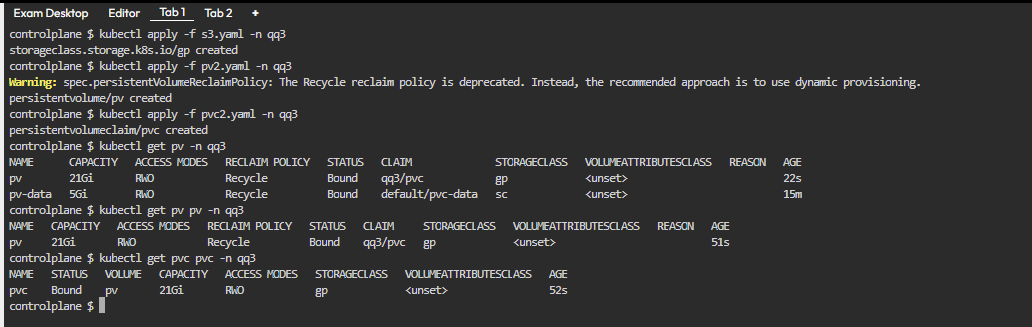 Exam Desktop Editor Tab 1 Tab 2 +
controlplane $ kubectl apply -f s3.yaml -n qq3
storageclass.storage.k8s.io/gp created
controlplane $ kubectl apply -f pv2.yaml -n qq3
Warning: spec.persistentVolumeReclaimPolicy: The Recycle reclaim policy is deprecated. Instead, the recommended approach is to use dynamic provisioning.
persistentvolume/pv created
controlplane $ kubectl apply -f pvc2.yaml -n qq3
persistentvolumeclaim/pvc created
controlplane $ kubectl get pv -n qq3
NAME CAPACITY ACCESS MODES RECLAIM POLICY STATUS CLAIM STORAGECLASS VOLUMEATTRIBUTESCLASS REASON AGE
pv 21Gi RWO Recycle Bound qq3/pvc gp <unset> 22s
pv-data 5Gi RWO Recycle Bound default/pvc-data sc <unset> 15m
controlplane $ kubectl get pv pv -n qq3
NAME CAPACITY ACCESS MODES RECLAIM POLICY STATUS CLAIM STORAGECLASS VOLUMEATTRIBUTESCLASS REASON AGE
pv 21Gi RWO Recycle Bound qq3/pvc gp <unset> 51s
controlplane $ kubectl get pvc pvc -n qq3
NAME STATUS VOLUME CAPACITY ACCESS MODES STORAGECLASS VOLUMEATTRIBUTESCLASS AGE
pvc Bound pv 21Gi RWO gp <unset> 52s
controlplane $